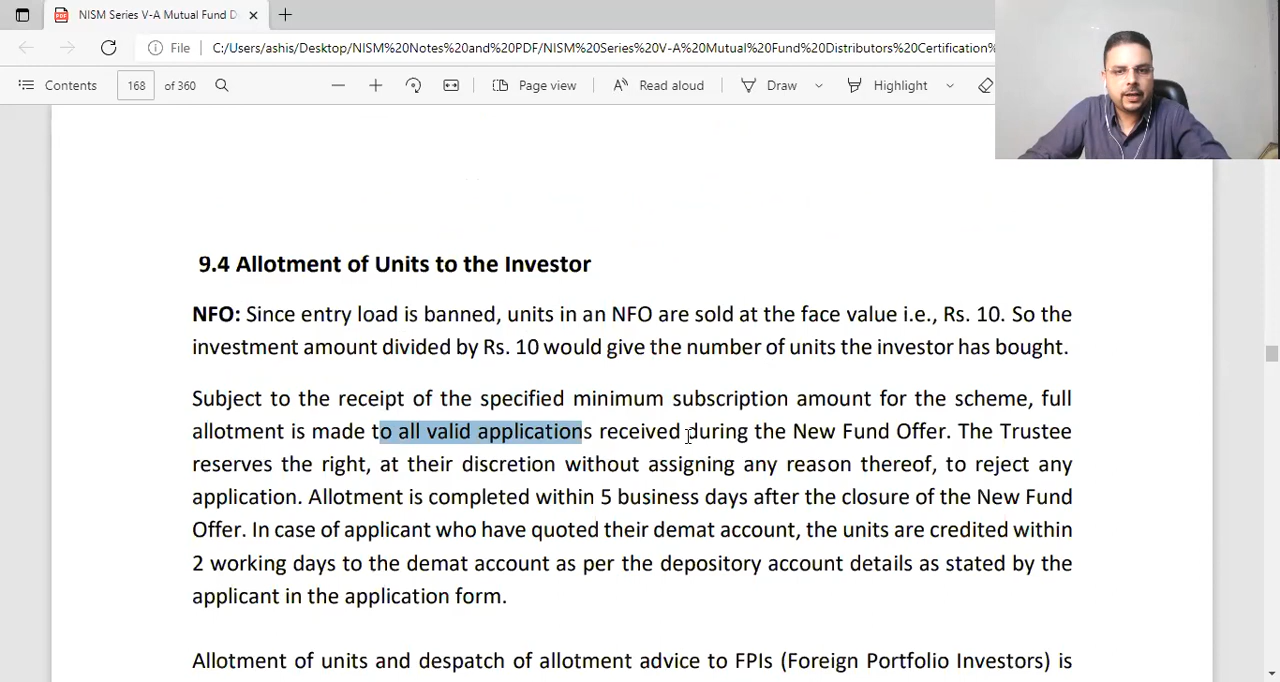 NISM Series V-A Mutual Fund D
File C:/Users/ashis/Desktop/NISM%20Notes%20and%20PDF/NISM%20Series%20V-A%20Mutual%20Fund%20Distributors%20Certification%
Contents 168 of 360 Page view Read aloud Draw Highlight
9.4 Allotment of Units to the Investor
NFO: Since entry load is banned, units in an NFO are sold at the face value i.e., Rs. 10. So the
investment amount divided by Rs. 10 would give the number of units the investor has bought.
Subject to the receipt of the specified minimum subscription amount for the scheme, full
allotment is made to all valid applications received during the New Fund Offer. The Trustee
reserves the right, at their discretion without assigning any reason thereof, to reject any
application. Allotment is completed within 5 business days after the closure of the New Fund
Offer. In case of applicant who have quoted their demat account, the units are credited within
2 working days to the demat account as per the depository account details as stated by the
applicant in the application form.
Allotment of units and despatch of allotment advice to FPIs (Foreign Portfolio Investors) is